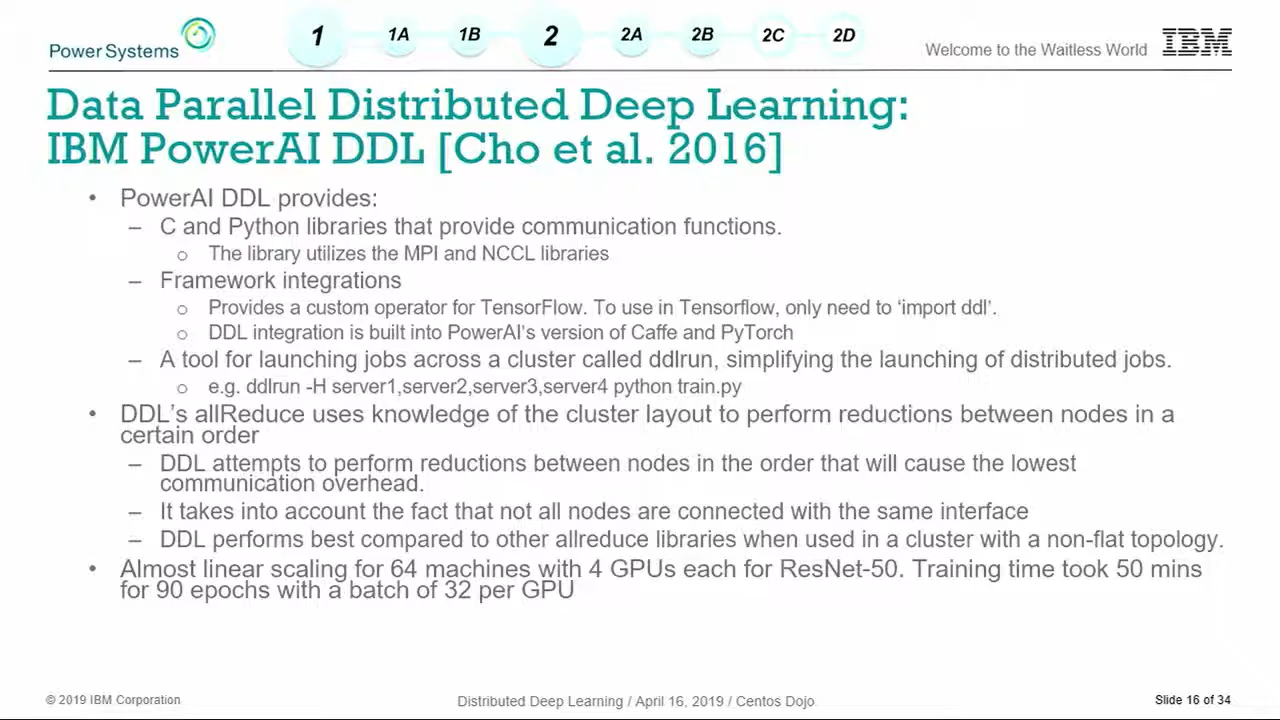 Power Systems
1 1A 1B 2 2A 2B 2C 2D
Welcome to the Waitless World IBM
Data Parallel Distributed Deep Learning:
IBM PowerAI DDL [Cho et al. 2016]
• PowerAI DDL provides:
– C and Python libraries that provide communication functions.
o The library utilizes the MPI and NCCL libraries
– Framework integrations
o Provides a custom operator for TensorFlow. To use in Tensorflow, only need to ‘import ddl’.
o DDL integration is built into PowerAI’s version of Caffe and PyTorch
– A tool for launching jobs across a cluster called ddlrun, simplifying the launching of distributed jobs.
o e.g. ddlrun -H server1,server2,server3,server4 python train.py
• DDL’s allReduce uses knowledge of the cluster layout to perform reductions between nodes in a
certain order
– DDL attempts to perform reductions between nodes in the order that will cause the lowest
communication overhead.
– It takes into account the fact that not all nodes are connected with the same interface
– DDL performs best compared to other allreduce libraries when used in a cluster with a non-flat topology.
• Almost linear scaling for 64 machines with 4 GPUs each for ResNet-50. Training time took 50 mins
for 90 epochs with a batch of 32 per GPU
© 2019 IBM Corporation
Distributed Deep Learning / April 16, 2019 / Centos Dojo
Slide 16 of 34